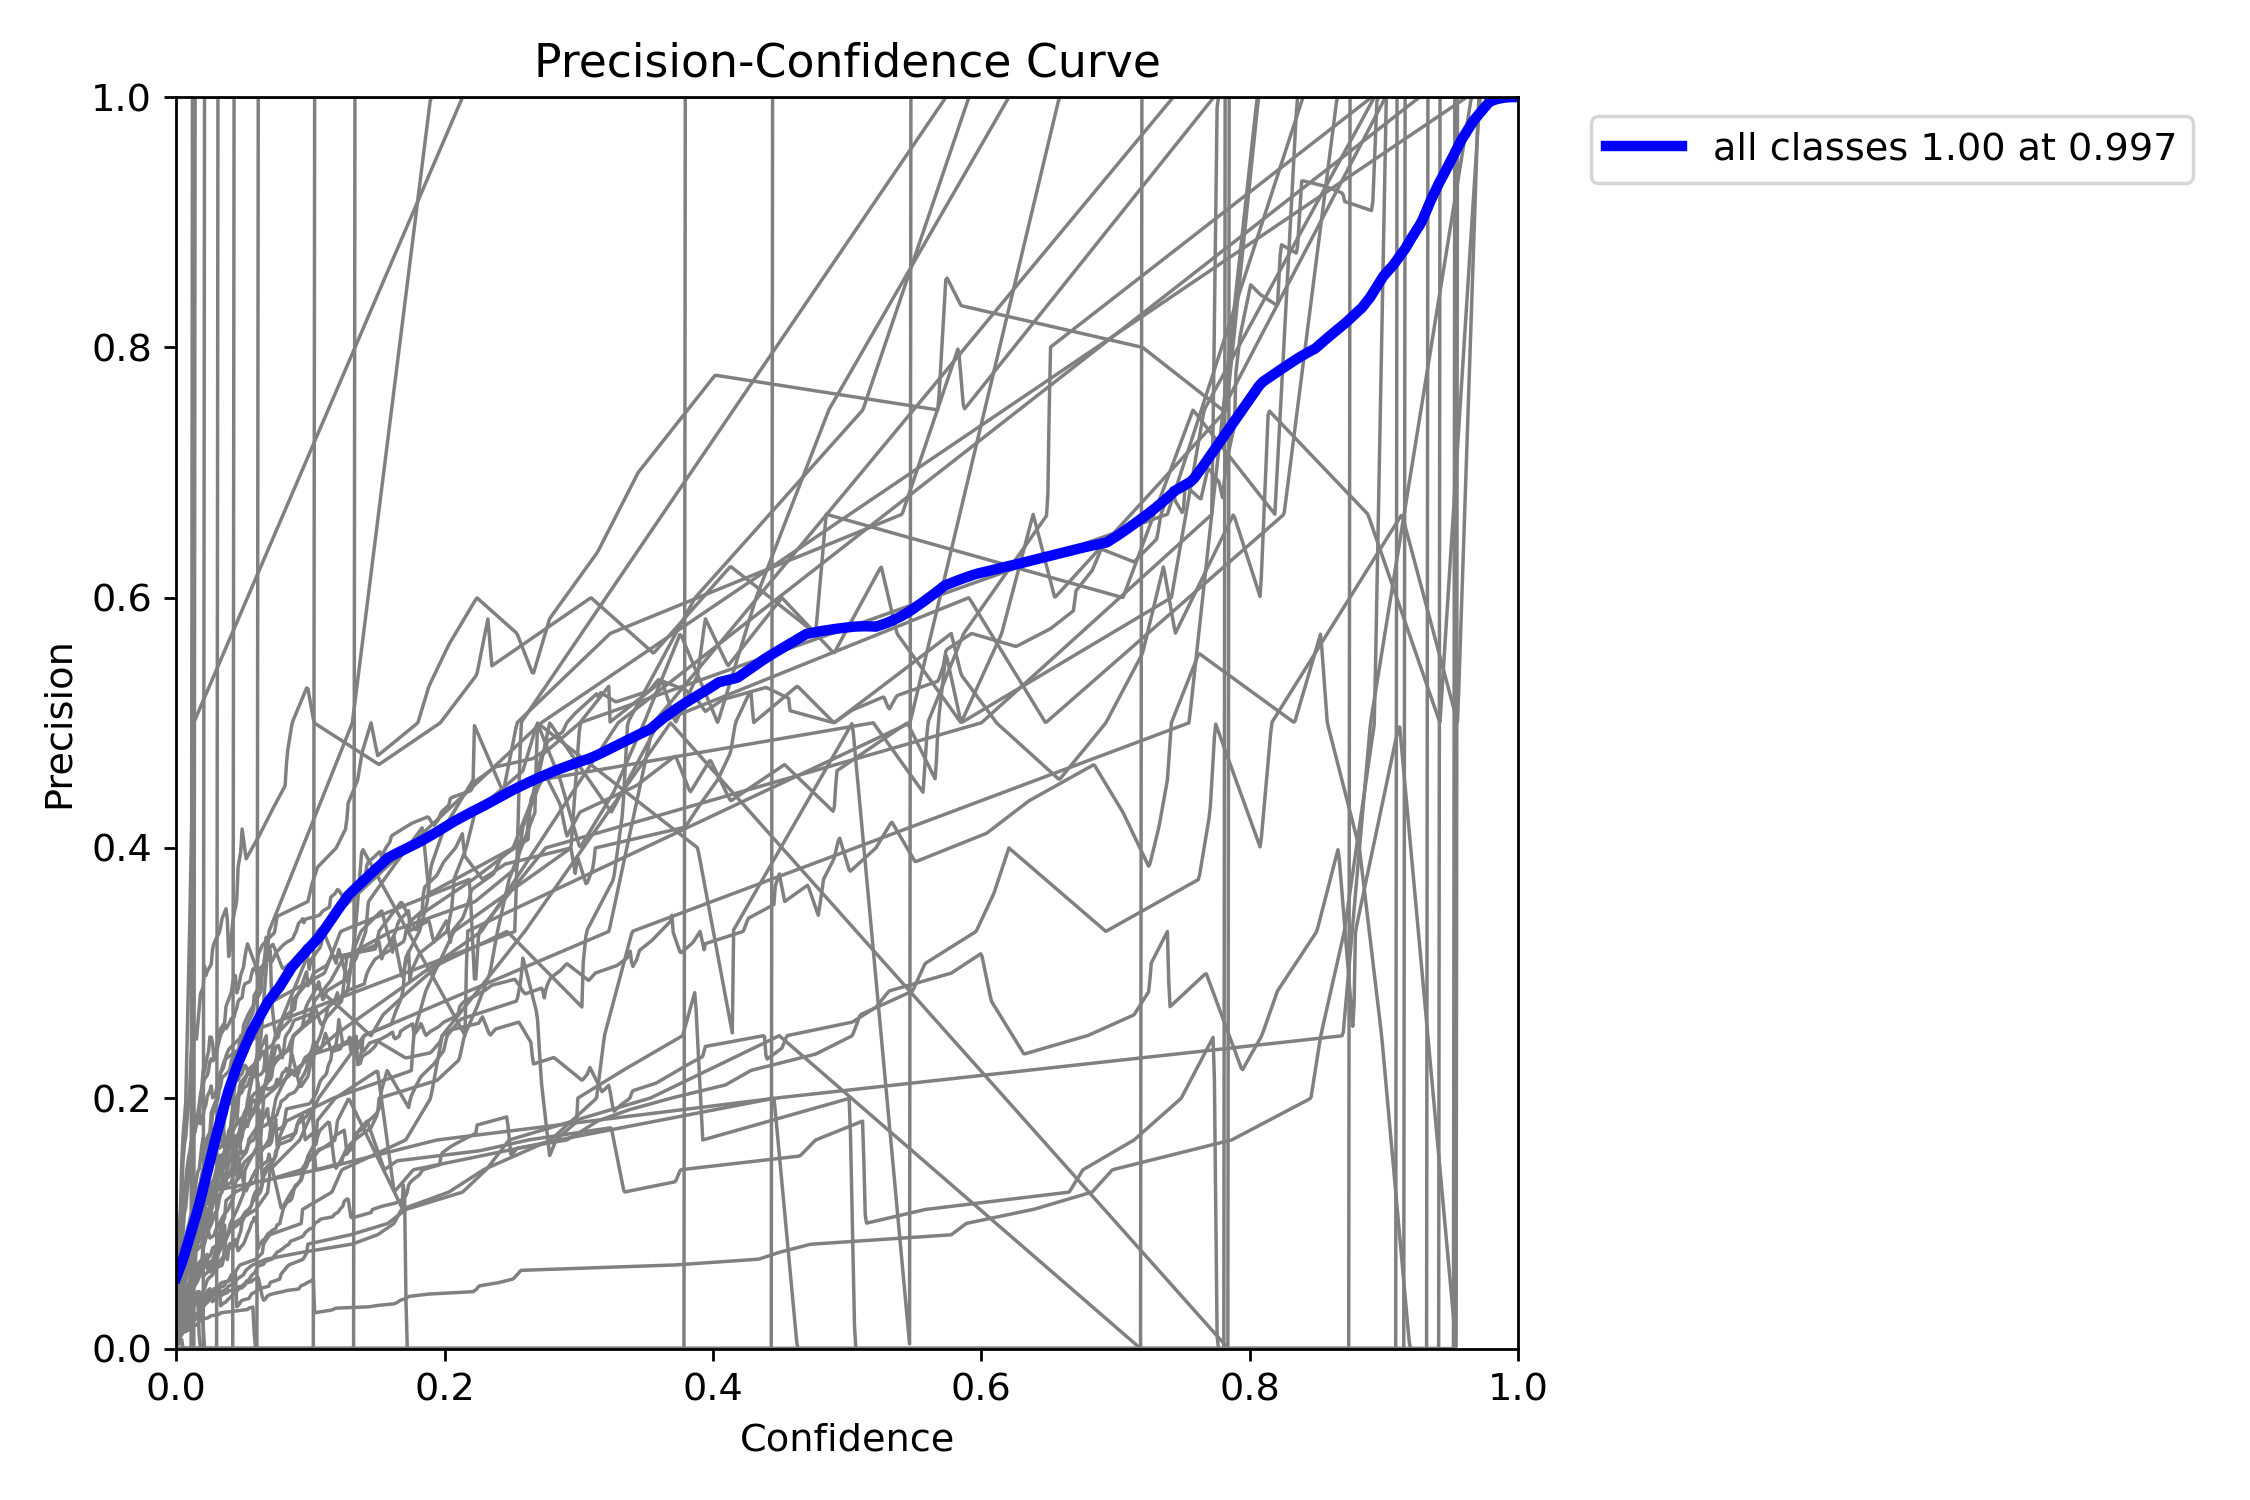 Precision-Confidence Curve
1.0
0.8
0.6
0.4
0.2
0.0
Precision
0.0 0.2 0.4 0.6 0.8 1.0
Confidence
all classes 1.00 at 0.997